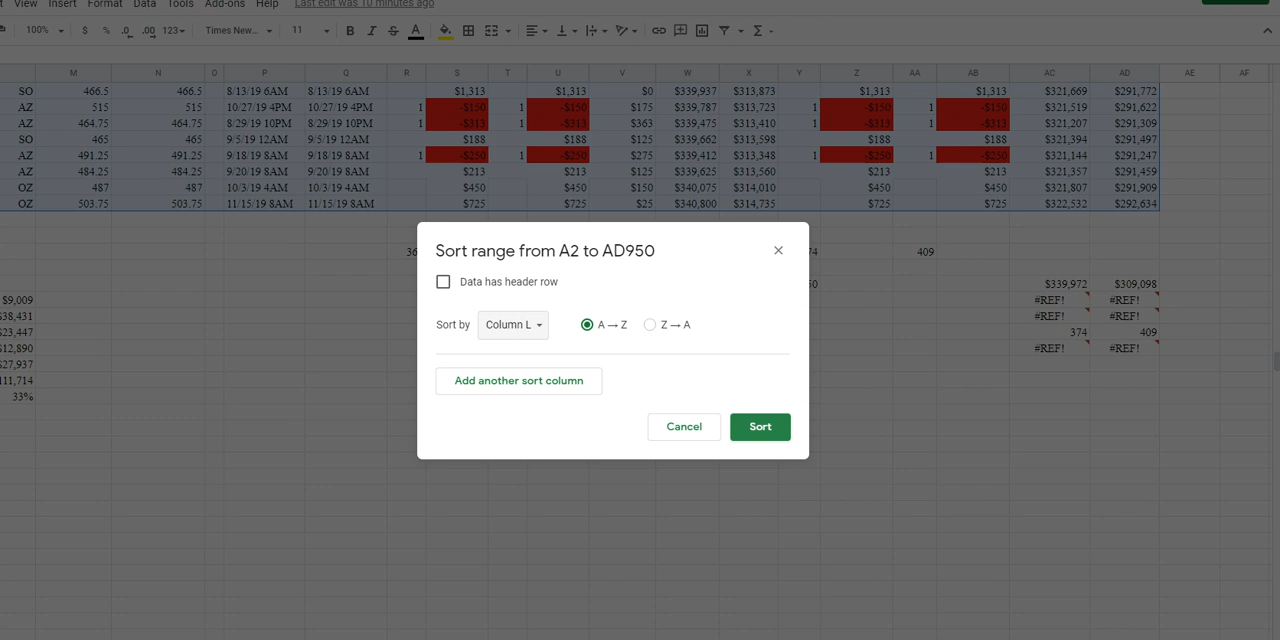 View Insert Format Data Tools Add-ons Help Last edit was 10 minutes ago
100% $ % .0 .00 123 Times New... 11 B I S A
M N O P Q R S T U V W X Y Z AA AB AC AD AE AF
SO 466.5 466.5 8/13/19 6AM 8/13/19 6AM $1,313 $1,313 $0 $339,937 $313,873 $1,313 $1,313 $321,669 $291,772
AZ 515 515 10/27/19 4PM 10/27/19 4PM 1 -$150 1 -$150 $175 $339,787 $313,723 1 -$150 1 -$150 $321,519 $291,622
AZ 464.75 464.75 8/29/19 10PM 8/29/19 10PM 1 -$313 1 -$313 $363 $339,475 $313,410 1 -$313 1 -$313 $321,207 $291,309
SO 465 465 9/5/19 12AM 9/5/19 12AM $188 $188 $125 $339,662 $313,598 $188 $188 $321,394 $291,497
AZ 491.25 491.25 9/18/19 8AM 9/18/19 8AM 1 -$250 1 -$250 $275 $339,412 $313,348 1 -$250 1 -$250 $321,144 $291,247
AZ 484.25 484.25 9/20/19 8AM 9/20/19 8AM $213 $213 $125 $339,625 $313,560 $213 $213 $321,357 $291,459
OZ 487 487 10/3/19 4AM 10/3/19 4AM $450 $450 $150 $340,075 $314,010 $450 $450 $321,807 $291,909
OZ 503.75 503.75 11/15/19 8AM 11/15/19 8AM $725 $725 $25 $340,800 $314,735 $725 $725 $322,532 $292,634
36 74 409
Sort range from A2 to AD950
Data has header row
Sort by Column L A → Z Z → A
Add another sort column
Cancel Sort
50 $339,972 $309,098
$9,009 #REF! #REF!
$38,431 #REF! #REF!
$23,447 374 409
$12,890 #REF! #REF!
$27,937
111,714
33%